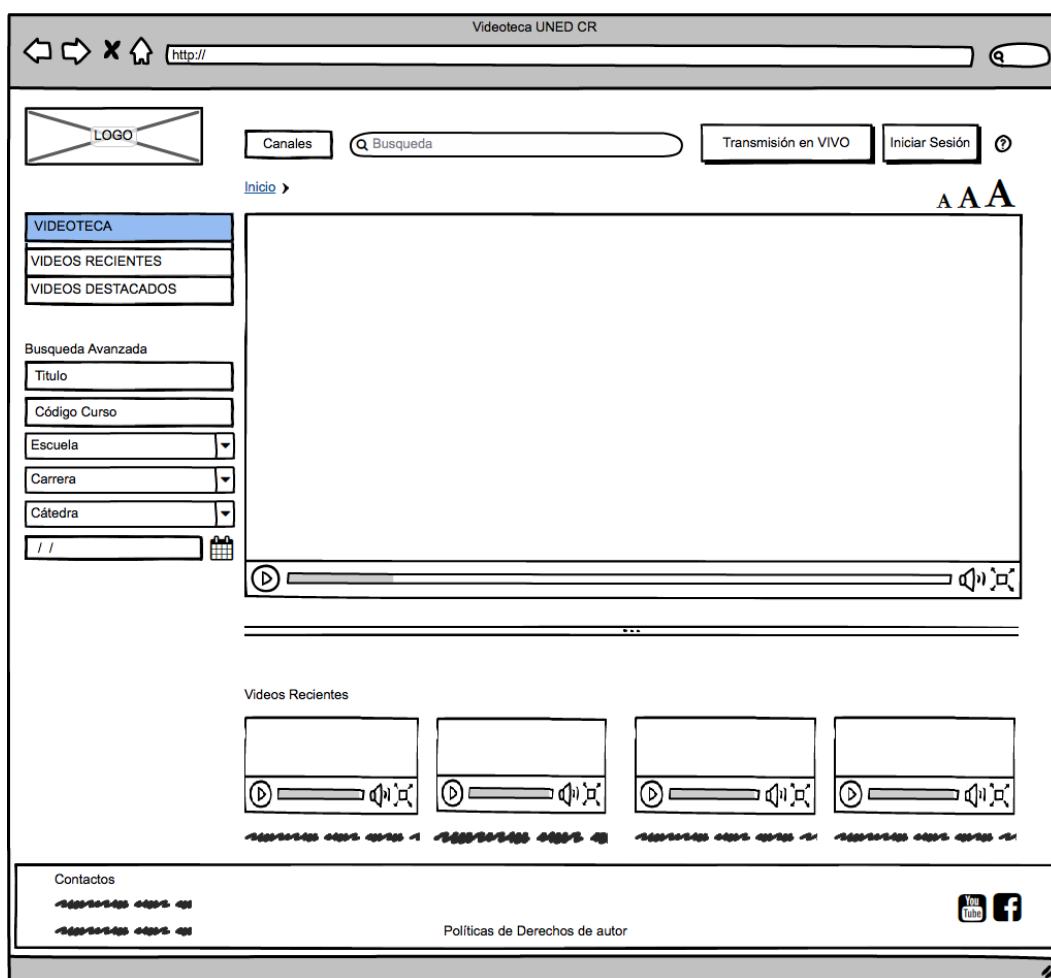 Videoteca UNED CR
http://
LOGO
Canales
Busqueda
Transmisión en VIVO
Iniciar Sesión
?
Inicio
A A A
VIDEOTECA
VIDEOS RECIENTES
VIDEOS DESTACADOS
Busqueda Avanzada
Titulo
Código Curso
Escuela
Carrera
Cátedra
/ /
Videos Recientes
Contactos
You
Tube
f
Políticas de Derechos de autor